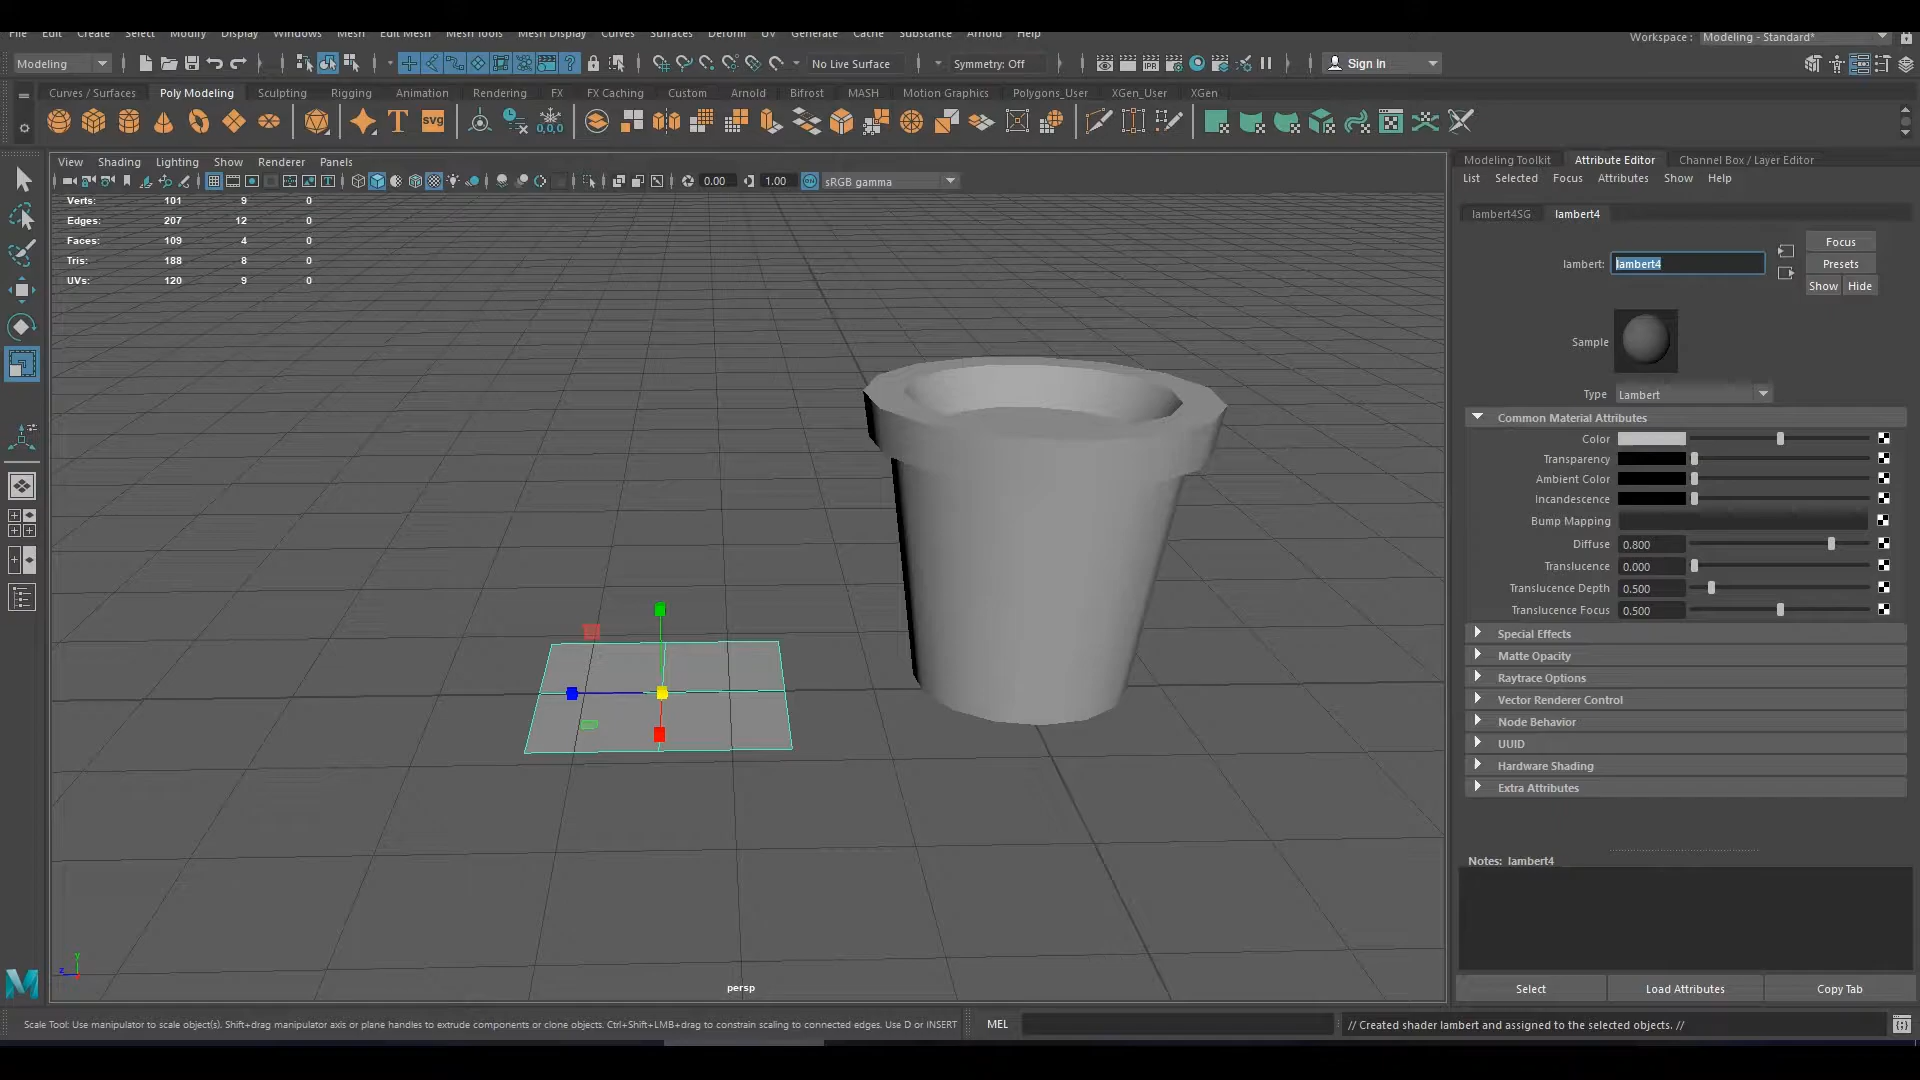 File Edit Create Select Modify Display Windows Mesh Edit Mesh Mesh Tools Mesh Display Curves Surfaces Deform UV Generate Cache Substance Arnold Help
Workspace : Modeling - Standard*
Modeling No Live Surface Symmetry: Off Sign In
Curves / Surfaces Poly Modeling Sculpting Rigging Animation Rendering FX FX Caching Custom Arnold Bifrost MASH Motion Graphics Polygons_User XGen_User XGen
T svg 0,0,0
View Shading Lighting Show Renderer Panels
0.00 1.00 ON sRGB gamma
Verts: 101 9 0
Edges: 207 12 0
Faces: 109 4 0
Tris: 188 8 0
UVs: 120 9 0
y
z
persp
Modeling Toolkit Attribute Editor Channel Box / Layer Editor
List Selected Focus Attributes Show Help
lambert4SG lambert4
lambert: lambert4
Focus
Presets
Show Hide
Sample
Type Lambert
Common Material Attributes
Color
Transparency
Ambient Color
Incandescence
Bump Mapping
Diffuse 0.800
Translucence 0.000
Translucence Depth 0.500
Translucence Focus 0.500
Special Effects
Matte Opacity
Raytrace Options
Vector Renderer Control
Node Behavior
UUID
Hardware Shading
Extra Attributes
Notes: lambert4
Select Load Attributes Copy Tab
M
Scale Tool: Use manipulator to scale object(s). Shift+drag manipulator axis or plane handles to extrude components or clone objects. Ctrl+Shift+LMB+drag to constrain scaling to connected edges. Use D or INSERT
MEL
// Created shader lambert and assigned to the selected objects. //